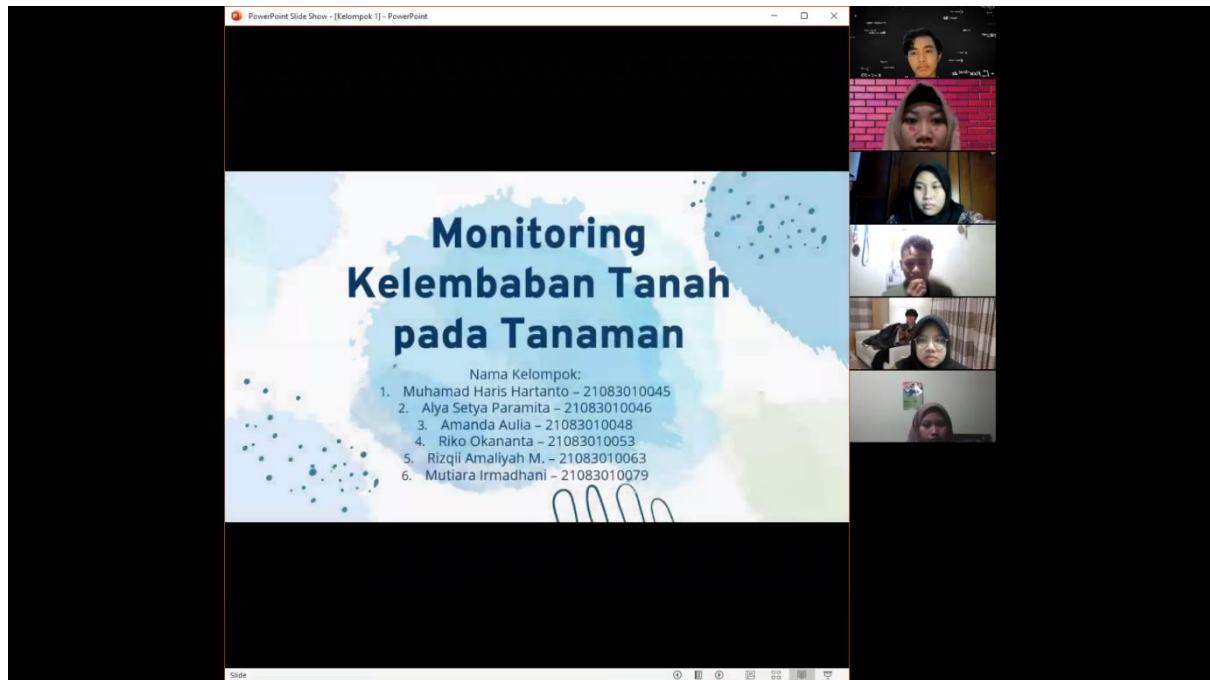 PowerPoint Slide Show - [Kelompok 1] - PowerPoint
Monitoring
Kelembaban Tanah
pada Tanaman
Nama Kelompok:
1. Muhamad Haris Hartanto – 21083010045
2. Alya Setya Paramita – 21083010046
3. Amanda Aulia – 21083010048
4. Riko Okananta – 21083010053
5. Rizqii Amaliyah M. – 21083010063
6. Mutiara Irmadhani – 21083010079
Slide